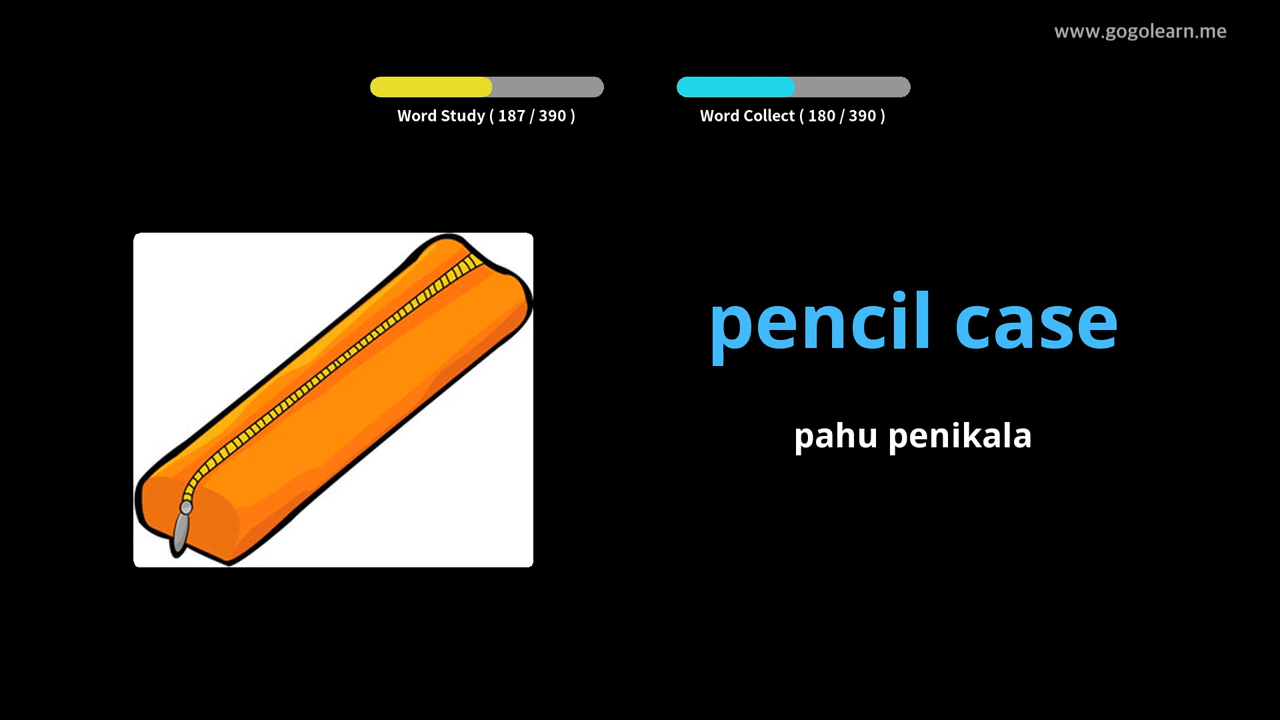 www.gogolearn.me
Word Study ( 187 / 390 )
Word Collect ( 180 / 390 )
pencil case
pahu penikala